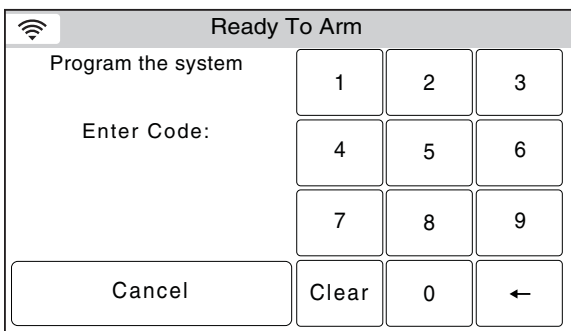 Ready To Arm
Program the system
1 2 3
Enter Code:
4 5 6
7 8 9
Cancel
Clear 0 ←